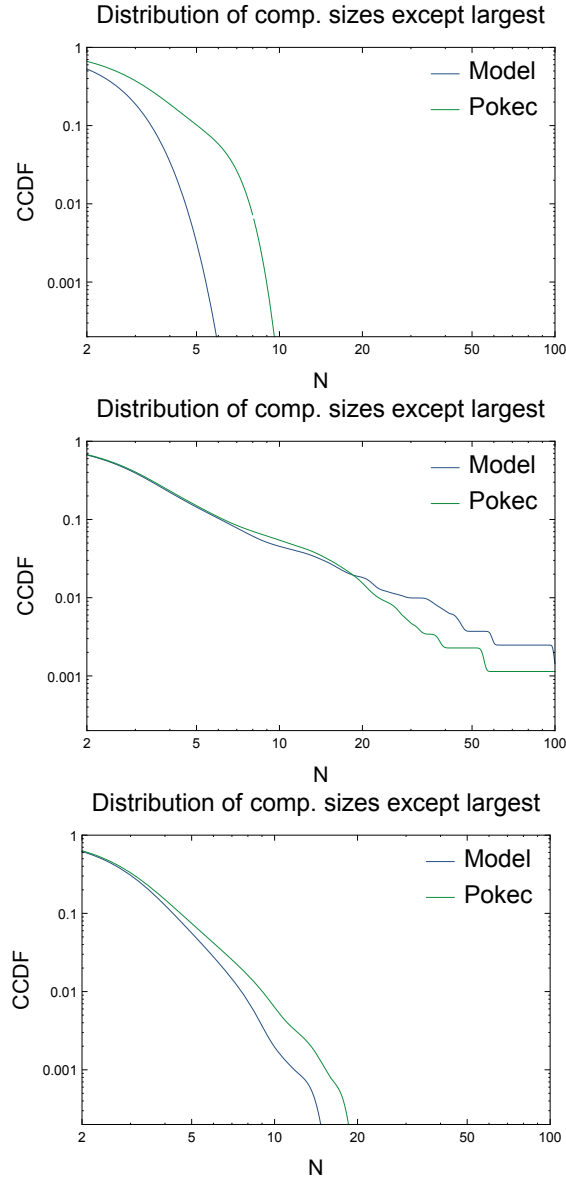 Distribution of comp. sizes except largest
1
0.1
0.01
0.001
CCDF
Model
Pokec
2 5 10 20 50 100
N
Distribution of comp. sizes except largest
1
0.1
0.01
0.001
CCDF
Model
Pokec
2 5 10 20 50 100
N
Distribution of comp. sizes except largest
1
0.1
0.01
0.001
CCDF
Model
Pokec
2 5 10 20 50 100
N